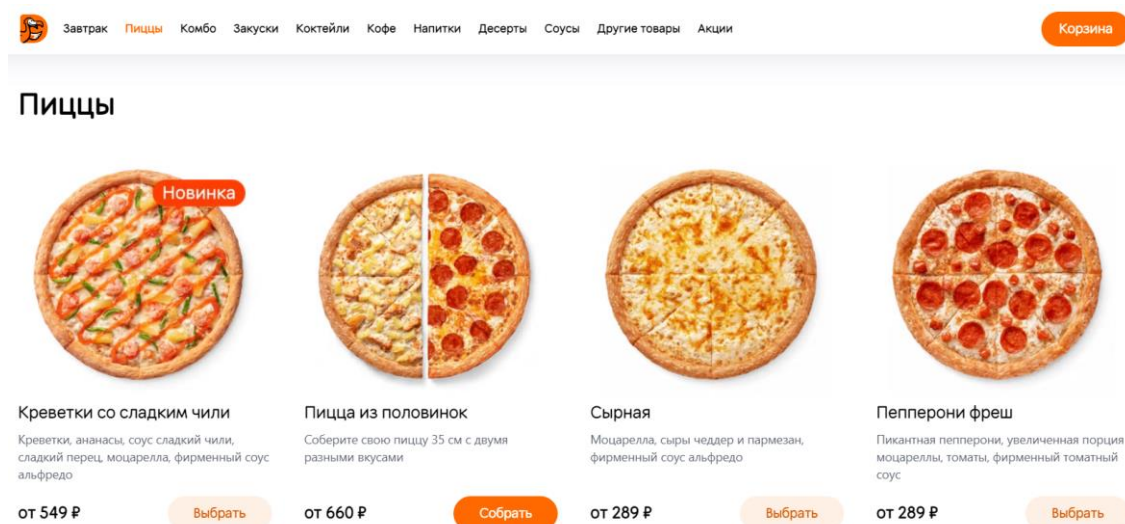 Завтрак Пиццы Комбо Закуски Коктейли Кофе Напитки Десерты Соусы Другие товары Акции Корзина
Пиццы
Новинка
Креветки со сладким чили
Креветки, ананасы, соус сладкий чили,
сладкий перец, моцарелла, фирменный соус
альфредо
от 549 ₽ Выбрать
Пицца из половинок
Соберите свою пиццу 35 см с двумя
разными вкусами
от 660 ₽ Собрать
Сырная
Моцарелла, сыры чеддер и пармезан,
фирменный соус альфредо
от 289 ₽ Выбрать
Пепперони фреш
Пикантная пепперони, увеличенная порция
моцареллы, томаты, фирменный томатный
соус
от 289 ₽ Выбрать